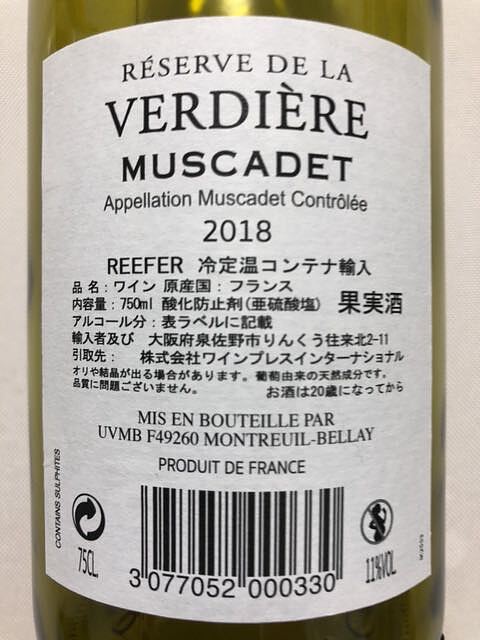 RÉSERVE DE LA
VERDIÈRE
MUSCADET
Appellation Muscadet Contrôlée
2018
REEFER 冷定温コンテナ輸入
品名：ワイン 原産国：フランス
内容量：750ml 酸化防止剤(亜硫酸塩) 果実酒
アルコール分：表ラベルに記載
輸入者及び 大阪府泉佐野市りんくう往来北2-11
引取先： 株式会社ワインプレスインターナショナル
オリや結晶が出る場合があります。葡萄由来の天然成分です。
品質に問題ございません。 お酒は20歳になってから
MIS EN BOUTEILLE PAR
UVMB F49260 MONTREUIL-BELLAY
PRODUIT DE FRANCE
CONTAINS SULPHITES
75CL.
3 077052 000330
11%VOL